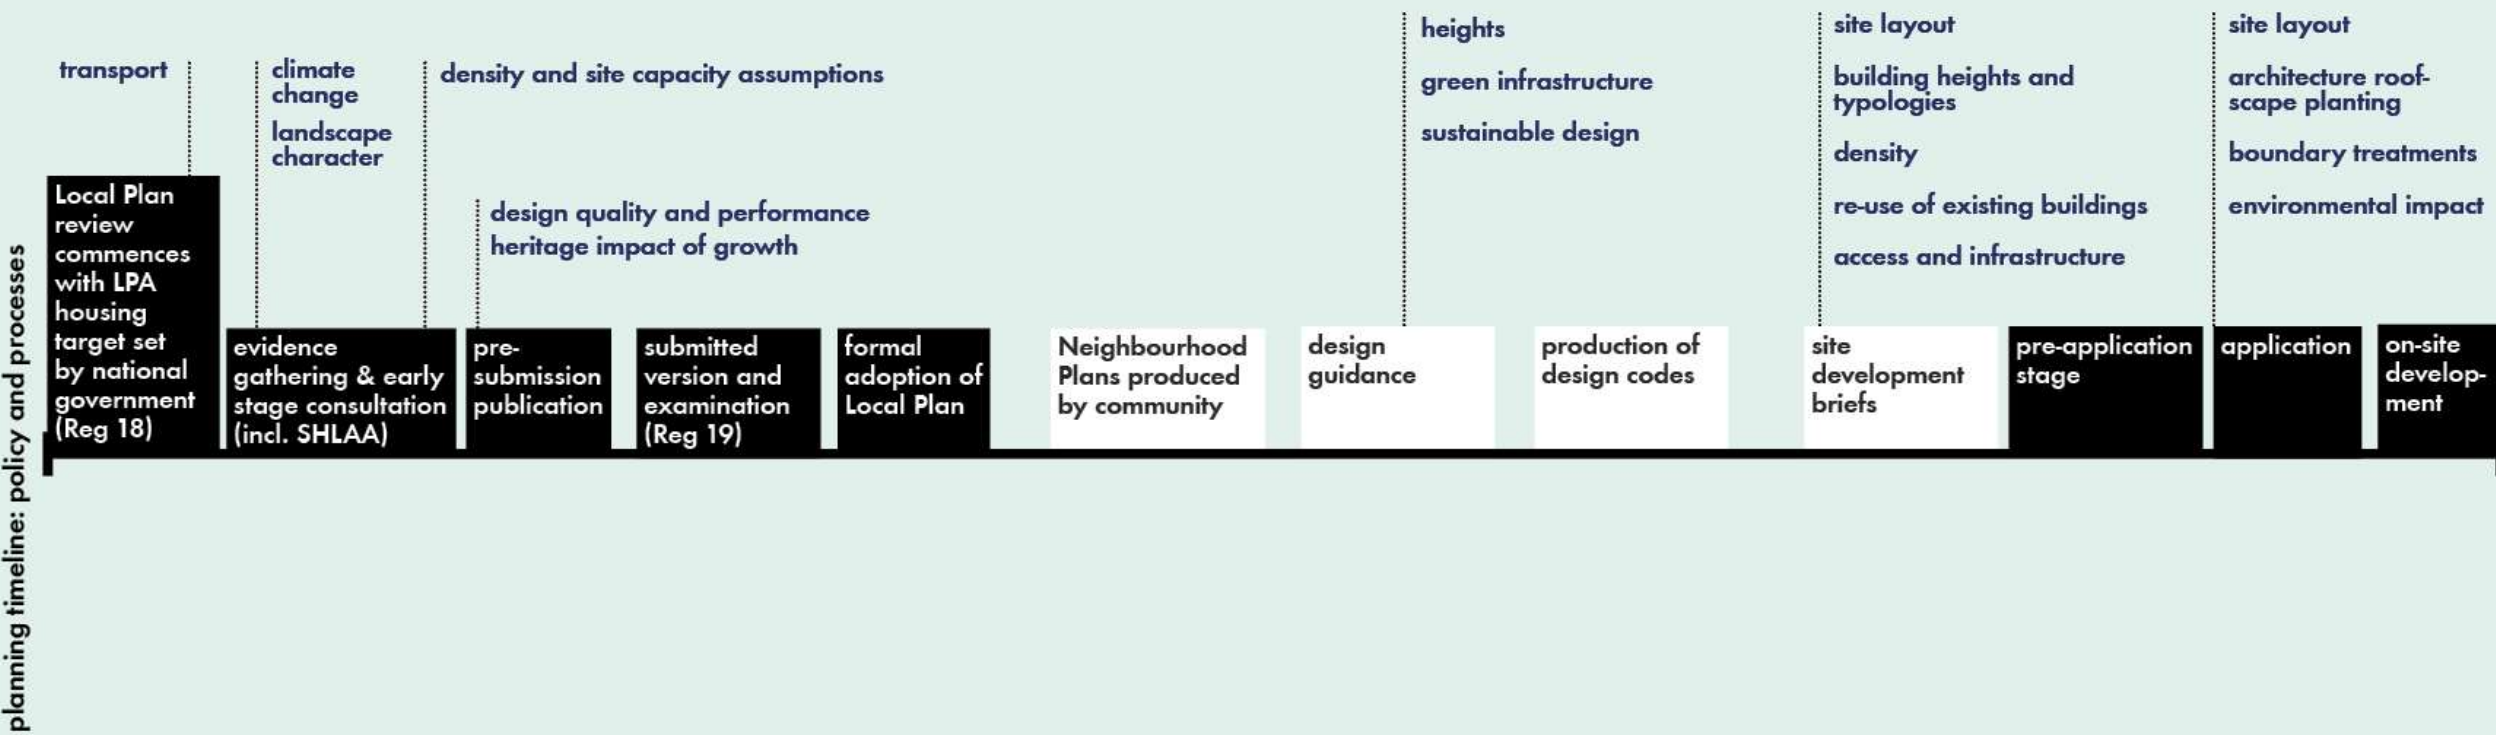 transport
climate
change
landscape
character
density and site capacity assumptions
design quality and performance
heritage impact of growth
heights
green infrastructure
sustainable design
site layout
building heights and
typologies
density
re-use of existing buildings
access and infrastructure
site layout
architecture roof-
scape planting
boundary treatments
environmental impact
planning timeline: policy and processes
Local Plan
review
commences
with LPA
housing
target set
by national
government
(Reg 18)
evidence
gathering & early
stage consultation
(incl. SHLAA)
pre-
submission
publication
submitted
version and
examination
(Reg 19)
formal
adoption of
Local Plan
Neighbourhood
Plans produced
by community
design
guidance
production of
design codes
site
development
briefs
pre-application
stage
application
on-site
develop-
ment